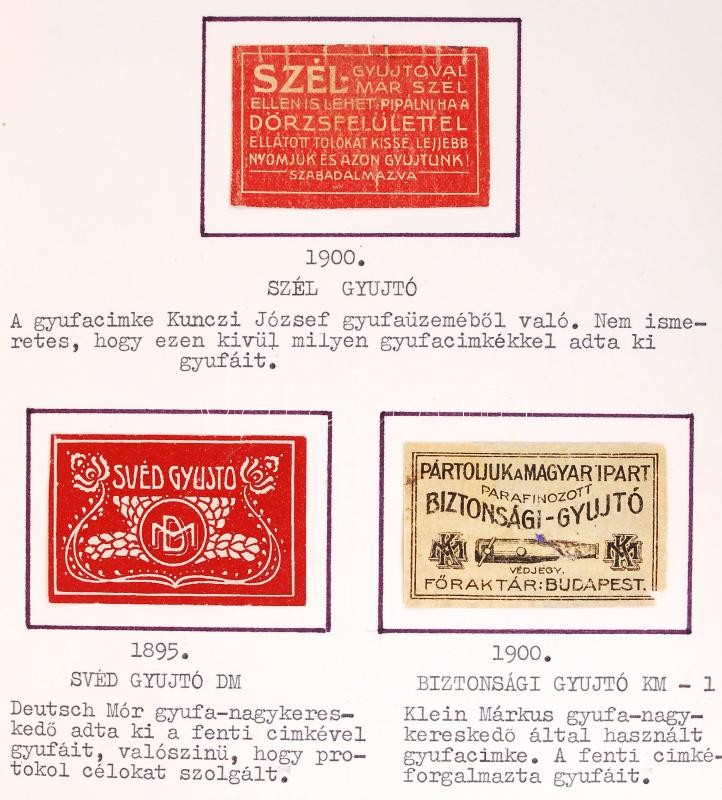 SZÉL-GYUJTÓVAL
MÁR SZÉL
ELLEN IS LEHET PIPÁLNI HA A
DÖRZSFELÜLETTEL
ELLÁTOTT TOLÓKÁT KISSÉ LEJJEBB
NYOMJUK ÉS AZON GYUJTUNK!
SZABADALMAZVA
1900.
SZÉL GYUJTÓ
A gyufacimke Kunczi József gyufaüzeméből való. Nem isme-
retes, hogy ezen kivül milyen gyufacimkékkel adta ki
gyufáit.
SVÉD GYUJTÓ
DM
1895.
SVÉD GYUJTÓ DM
Deutsch Mór gyufa-nagykeres-
kedő adta ki a fenti cimkével
gyufáit, valószinü, hogy pro-
tokol célokat szolgált.
PÁRTOLJUK A MAGYAR IPART
PARAFINOZOTT
BIZTONSÁGI-GYUJTÓ
KM KM
VÉDJEGY.
FŐRAKTÁR: BUDAPEST.
1900.
BIZTONSÁGI GYUJTÓ KM - 1
Klein Márkus gyufa-nagy-
kereskedő által használt
gyufacimke. A fenti cimké-
forgalmazta gyufáit.